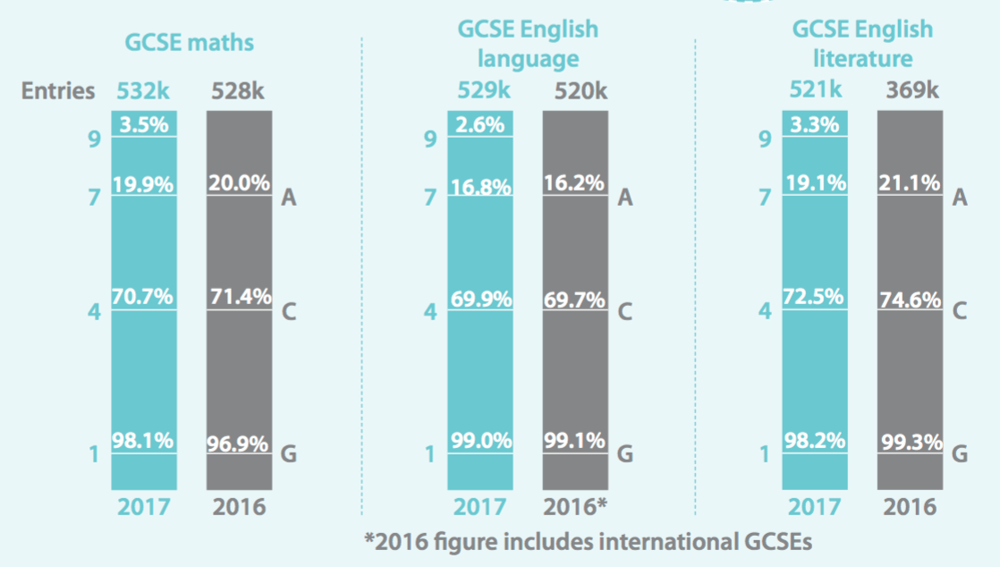 GCSE maths
GCSE English
language
GCSE English
literature
Entries 532k 528k
529k 520k
521k 369k
3.5%
9
19.9% 20.0%
7 A
70.7% 71.4%
4 C
98.1% 96.9%
1 G
2017 2016
2.6%
9
16.8% 16.2%
7 A
69.9% 69.7%
4 C
99.0% 99.1%
1 G
2017 2016*
3.3%
9
19.1% 21.1%
7 A
72.5% 74.6%
4 C
98.2% 99.3%
1 G
2017 2016
*2016 figure includes international GCSEs